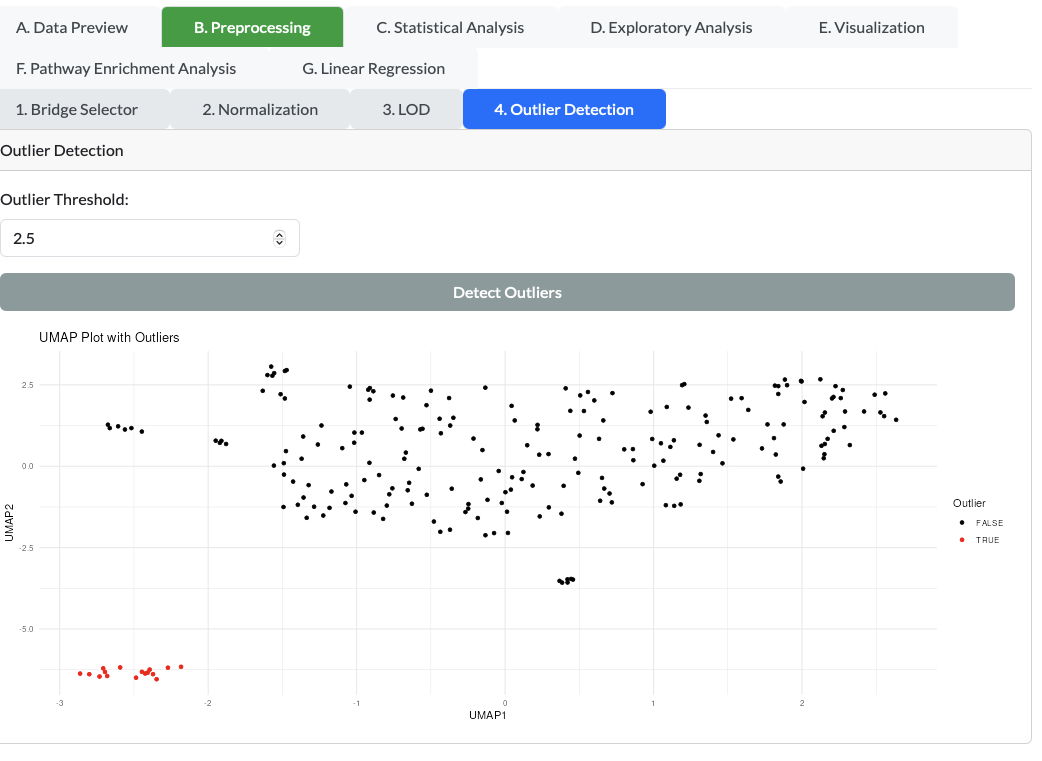 A. Data Preview B. Preprocessing C. Statistical Analysis D. Exploratory Analysis E. Visualization
F. Pathway Enrichment Analysis G. Linear Regression
1. Bridge Selector 2. Normalization 3. LOD 4. Outlier Detection
Outlier Detection
Outlier Threshold:
2.5
Detect Outliers
UMAP Plot with Outliers
2.5
0.0
-2.5
-5.0
UMAP2
-3 -2 -1 0 1 2
UMAP1
Outlier
FALSE
TRUE